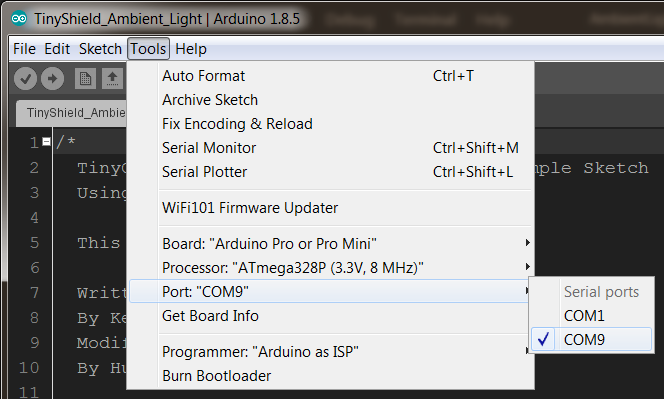 TinyShield_Ambient_Light | Arduino 1.8.5
File Edit Sketch Tools Help
Auto Format Ctrl+T
Archive Sketch
Fix Encoding & Reload
Serial Monitor Ctrl+Shift+M
Serial Plotter Ctrl+Shift+L
WiFi101 Firmware Updater
Board: "Arduino Pro or Pro Mini"
Processor: "ATmega328P (3.3V, 8 MHz)"
Port: "COM9"
Get Board Info
Programmer: "Arduino as ISP"
Burn Bootloader
Serial ports
COM1
COM9
TinyShield_Ambie
1 /*
2 Tiny mple Sketch
3 Using
4
5 This
6
7 Writt
8 By Ke
9 Modif
10 By Hu
11